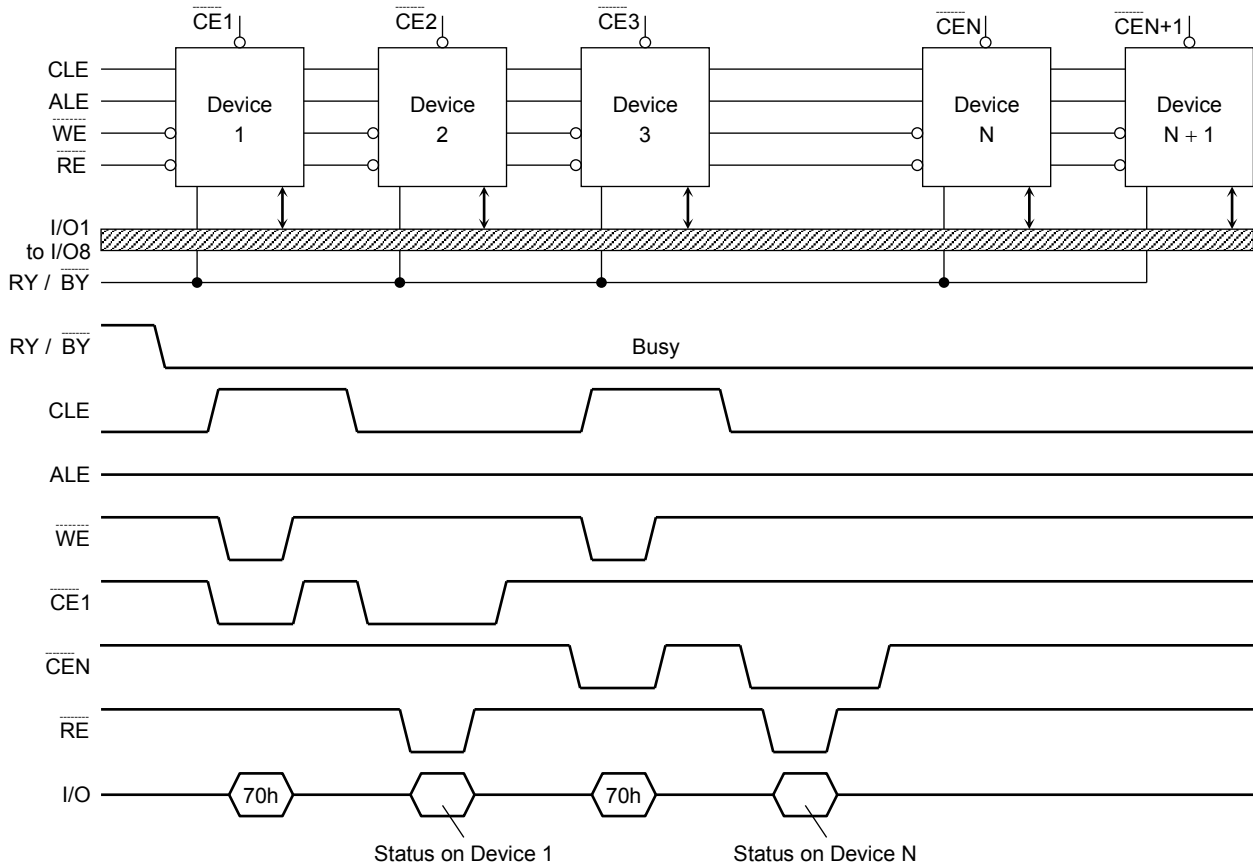 CE1 CE2 CE3 CEN CEN+1
CLE
ALE
WE
RE
Device 1
Device 2
Device 3
Device N
Device N + 1
I/O1 to I/O8
RY / BY
RY / BY
Busy
CLE
ALE
WE
CE1
CEN
RE
I/O
70h
70h
Status on Device 1
Status on Device N